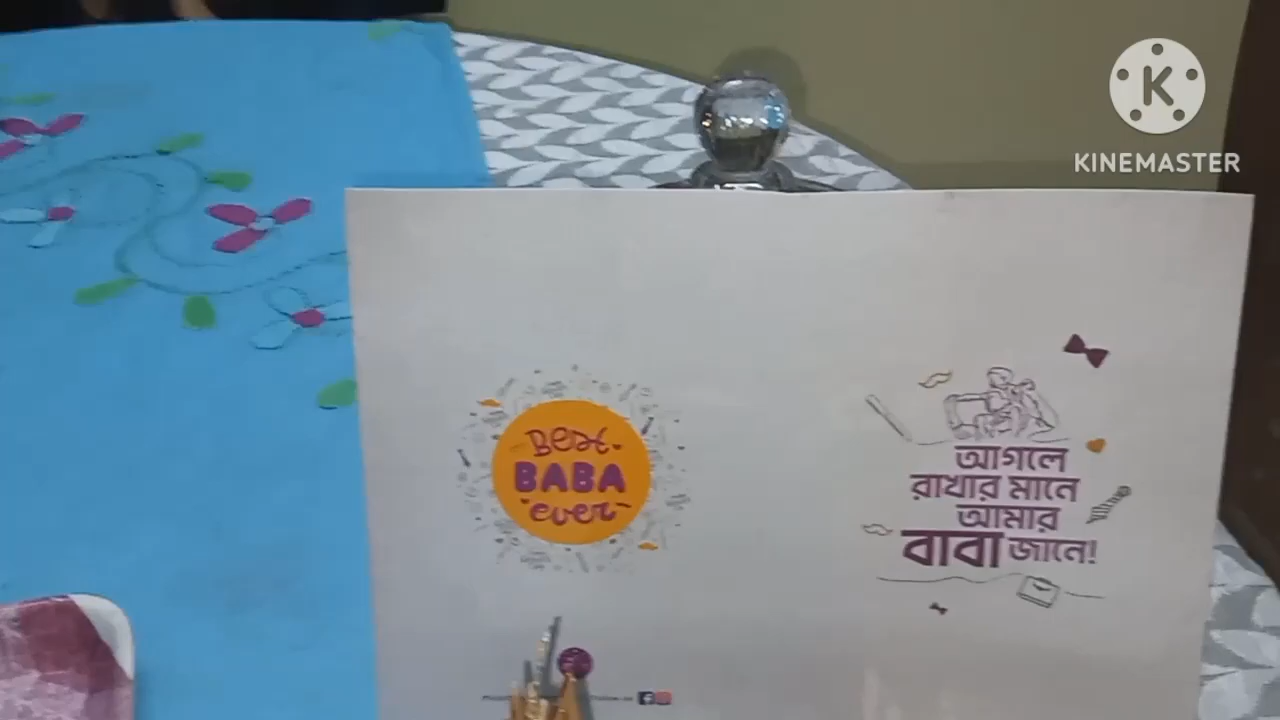 KINEMASTER
Best
BABA
ever
আগলে
রাখার মানে
আমার
বাবা জানে!